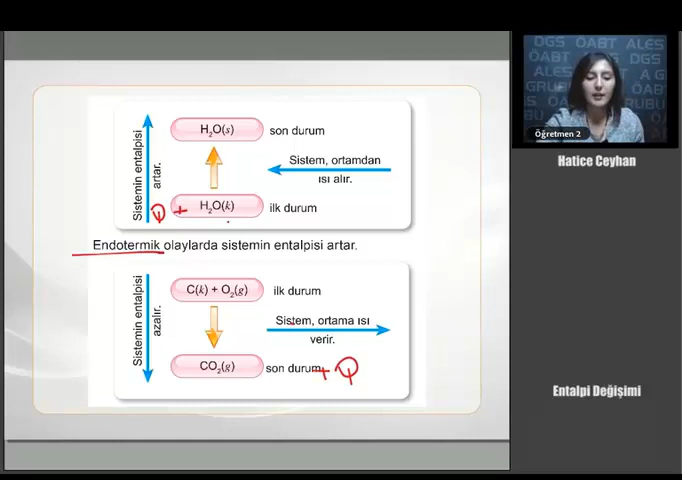 Sistemin entalpisi
artar.
H₂O(s) son durum
Sistem, ortamdan
ısı alır.
Q + H₂O(k) ilk durum
Endotermik olaylarda sistemin entalpisi artar.
Sistemin entalpisi
azalır.
C(k) + O₂(g) ilk durum
Sistem, ortama ısı
verir.
CO₂(g) son durum + Q
DGS ÖABT ALES
ÖABT
DGS
ALES
Öğretmen 2
Hatice Ceyhan
Entalpi Değişimi